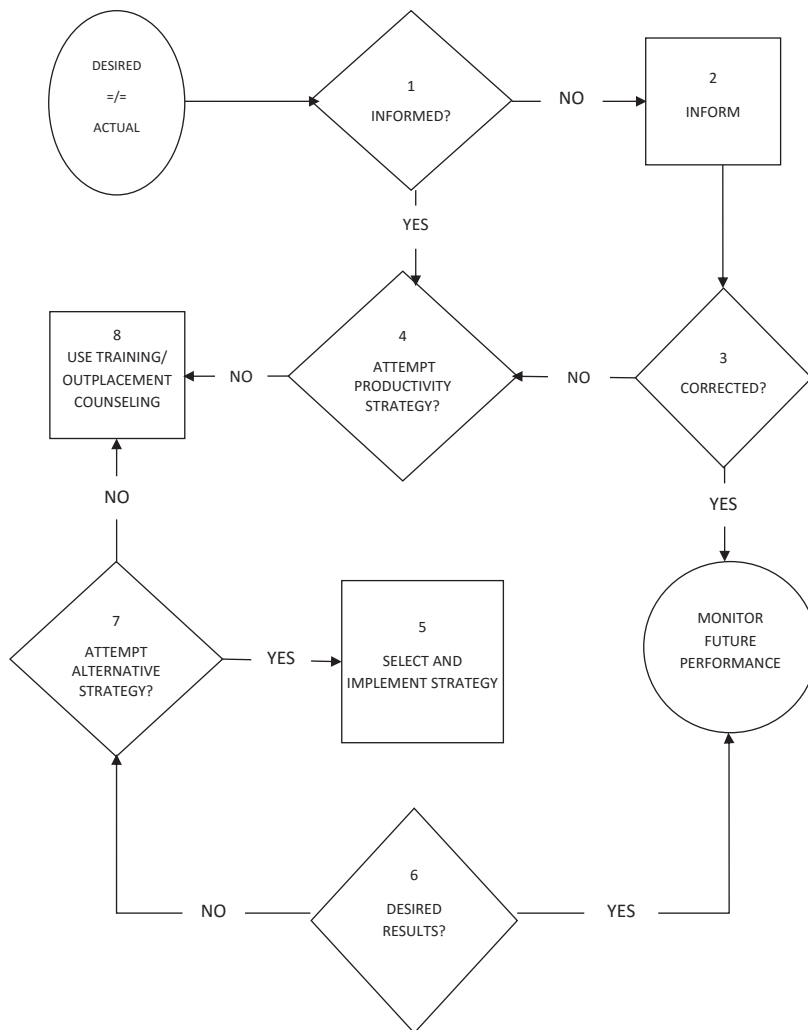 DESIRED
=/=
ACTUAL
1
INFORMED?
NO
2
INFORM
YES
8
USE TRAINING/
OUTPLACEMENT
COUNSELING
NO
4
ATTEMPT
PRODUCTIVITY
STRATEGY?
NO
3
CORRECTED?
NO
YES
7
ATTEMPT
ALTERNATIVE
STRATEGY?
YES
5
SELECT AND
IMPLEMENT STRATEGY
MONITOR
FUTURE
PERFORMANCE
NO
6
DESIRED
RESULTS?
YES